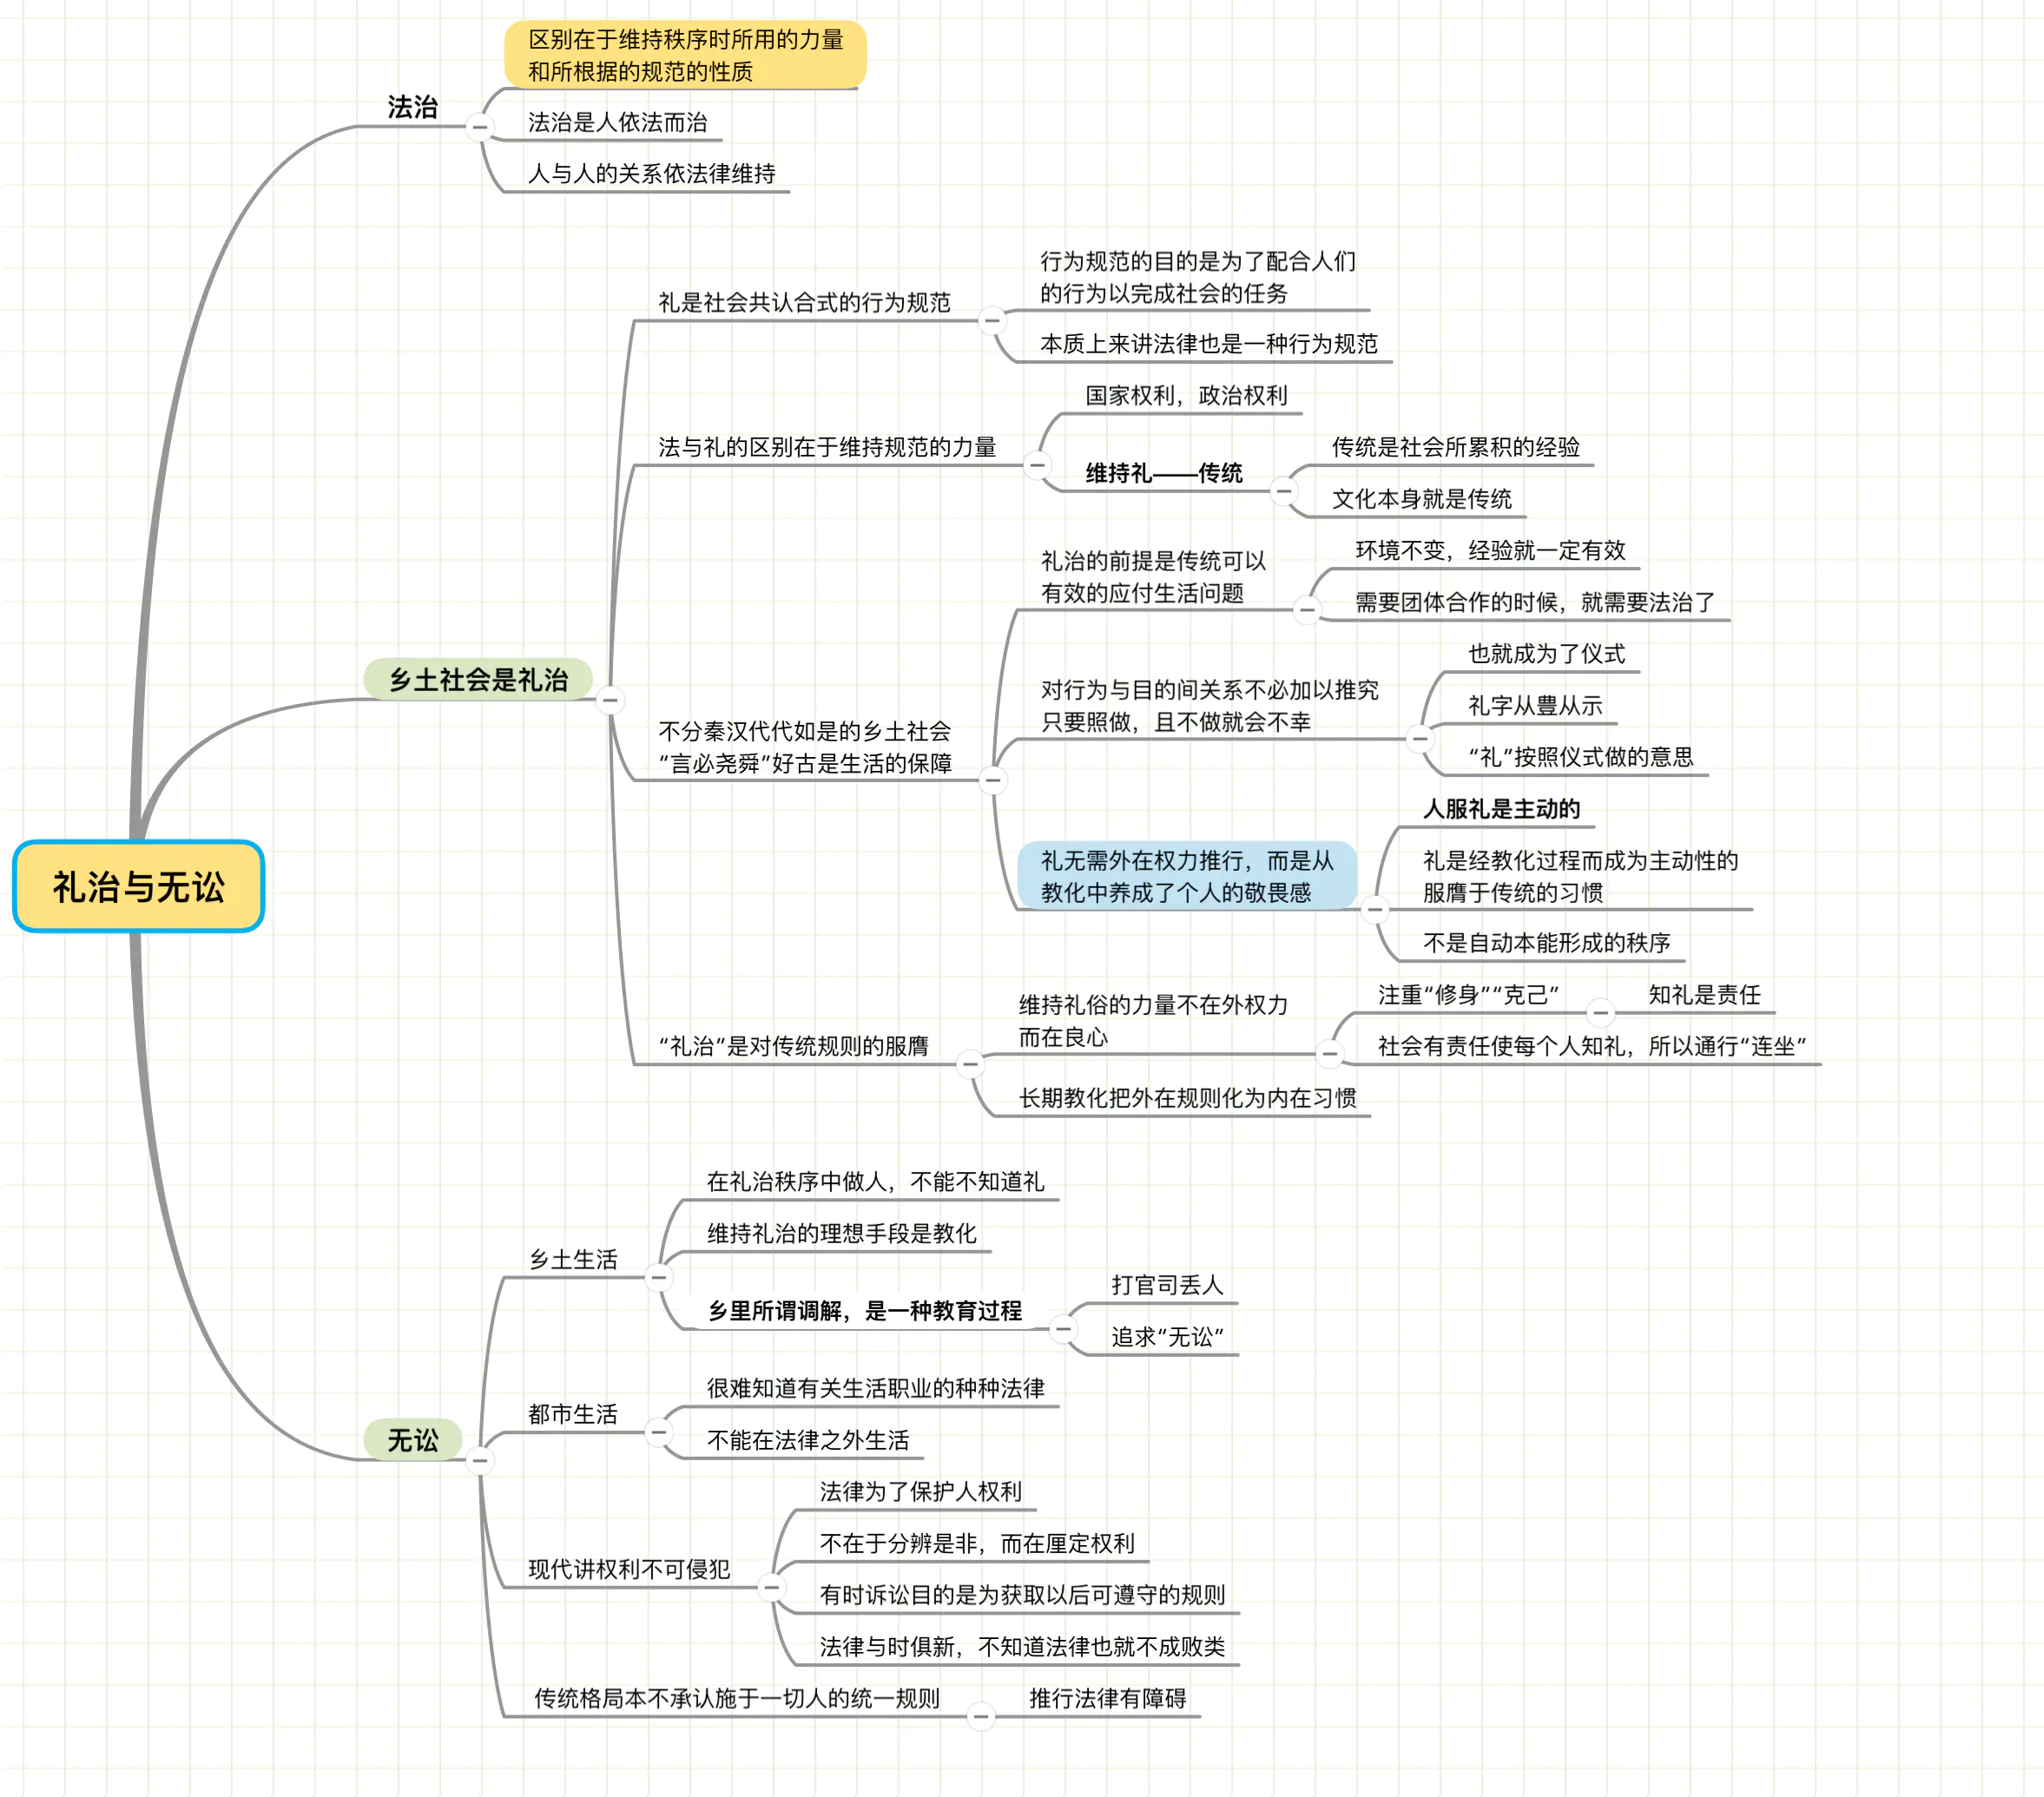 礼治与无讼
法治
区别在于维持秩序时所用的力量
和所根据的规范的性质
法治是人依法而治
人与人的关系依法律维持
乡土社会是礼治
礼是社会共认合式的行为规范
行为规范的目的是为了配合人们
的行为以完成社会的任务
本质上来讲法律也是一种行为规范
法与礼的区别在于维持规范的力量
国家权利，政治权利
维持礼——传统
传统是社会所累积的经验
文化本身就是传统
不分秦汉代代如是的乡土社会
“言必尧舜”好古是生活的保障
礼治的前提是传统可以
有效的应付生活问题
环境不变，经验就一定有效
需要团体合作的时候，就需要法治了
对行为与目的间关系不必加以推究
只要照做，且不做就会不幸
也就成为了仪式
礼字从豊从示
“礼”按照仪式做的意思
礼无需外在权力推行，而是从
教化中养成了个人的敬畏感
人服礼是主动的
礼是经教化过程而成为主动性的
服膺于传统的习惯
不是自动本能形成的秩序
“礼治”是对传统规则的服膺
维持礼俗的力量不在外权力
而在良心
注重“修身”“克己”
知礼是责任
社会有责任使每个人知礼，所以通行“连坐”
长期教化把外在规则化为内在习惯
无讼
乡土生活
在礼治秩序中做人，不能不知道礼
维持礼治的理想手段是教化
乡里所谓调解，是一种教育过程
打官司丢人
追求“无讼”
都市生活
很难知道有关生活职业的种种法律
不能在法律之外生活
现代讲权利不可侵犯
法律为了保护人权利
不在于分辨是非，而在厘定权利
有时诉讼目的是为获取以后可遵守的规则
法律与时俱新，不知道法律也就不成败类
传统格局本不承认施于一切人的统一规则
推行法律有障碍